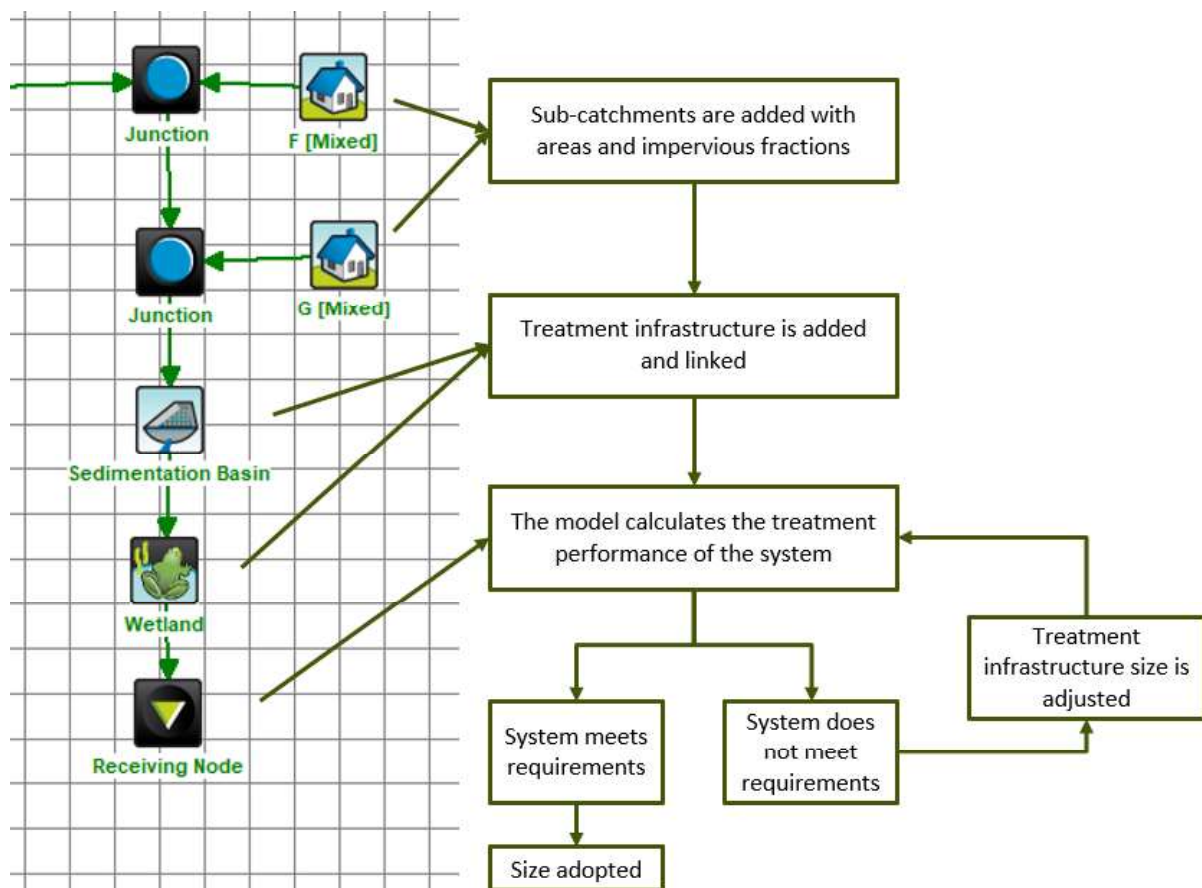 Junction
F [Mixed]
Junction
G [Mixed]
Sedimentation Basin
Wetland
Receiving Node
Sub-catchments are added with
areas and impervious fractions
Treatment infrastructure is added
and linked
The model calculates the treatment
performance of the system
System meets
requirements
System does
not meet
requirements
Treatment
infrastructure size is
adjusted
Size adopted